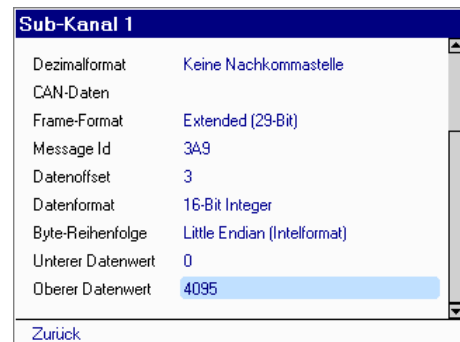 Sub-Kanal 1
Dezimalformat Keine Nachkommastelle
CAN-Daten
Frame-Format Extended (29-Bit)
Message Id 3A9
Datenoffset 3
Datenformat 16-Bit Integer
Byte-Reihenfolge Little Endian (Intelformat)
Unterer Datenwert 0
Oberer Datenwert 4095
Zurück